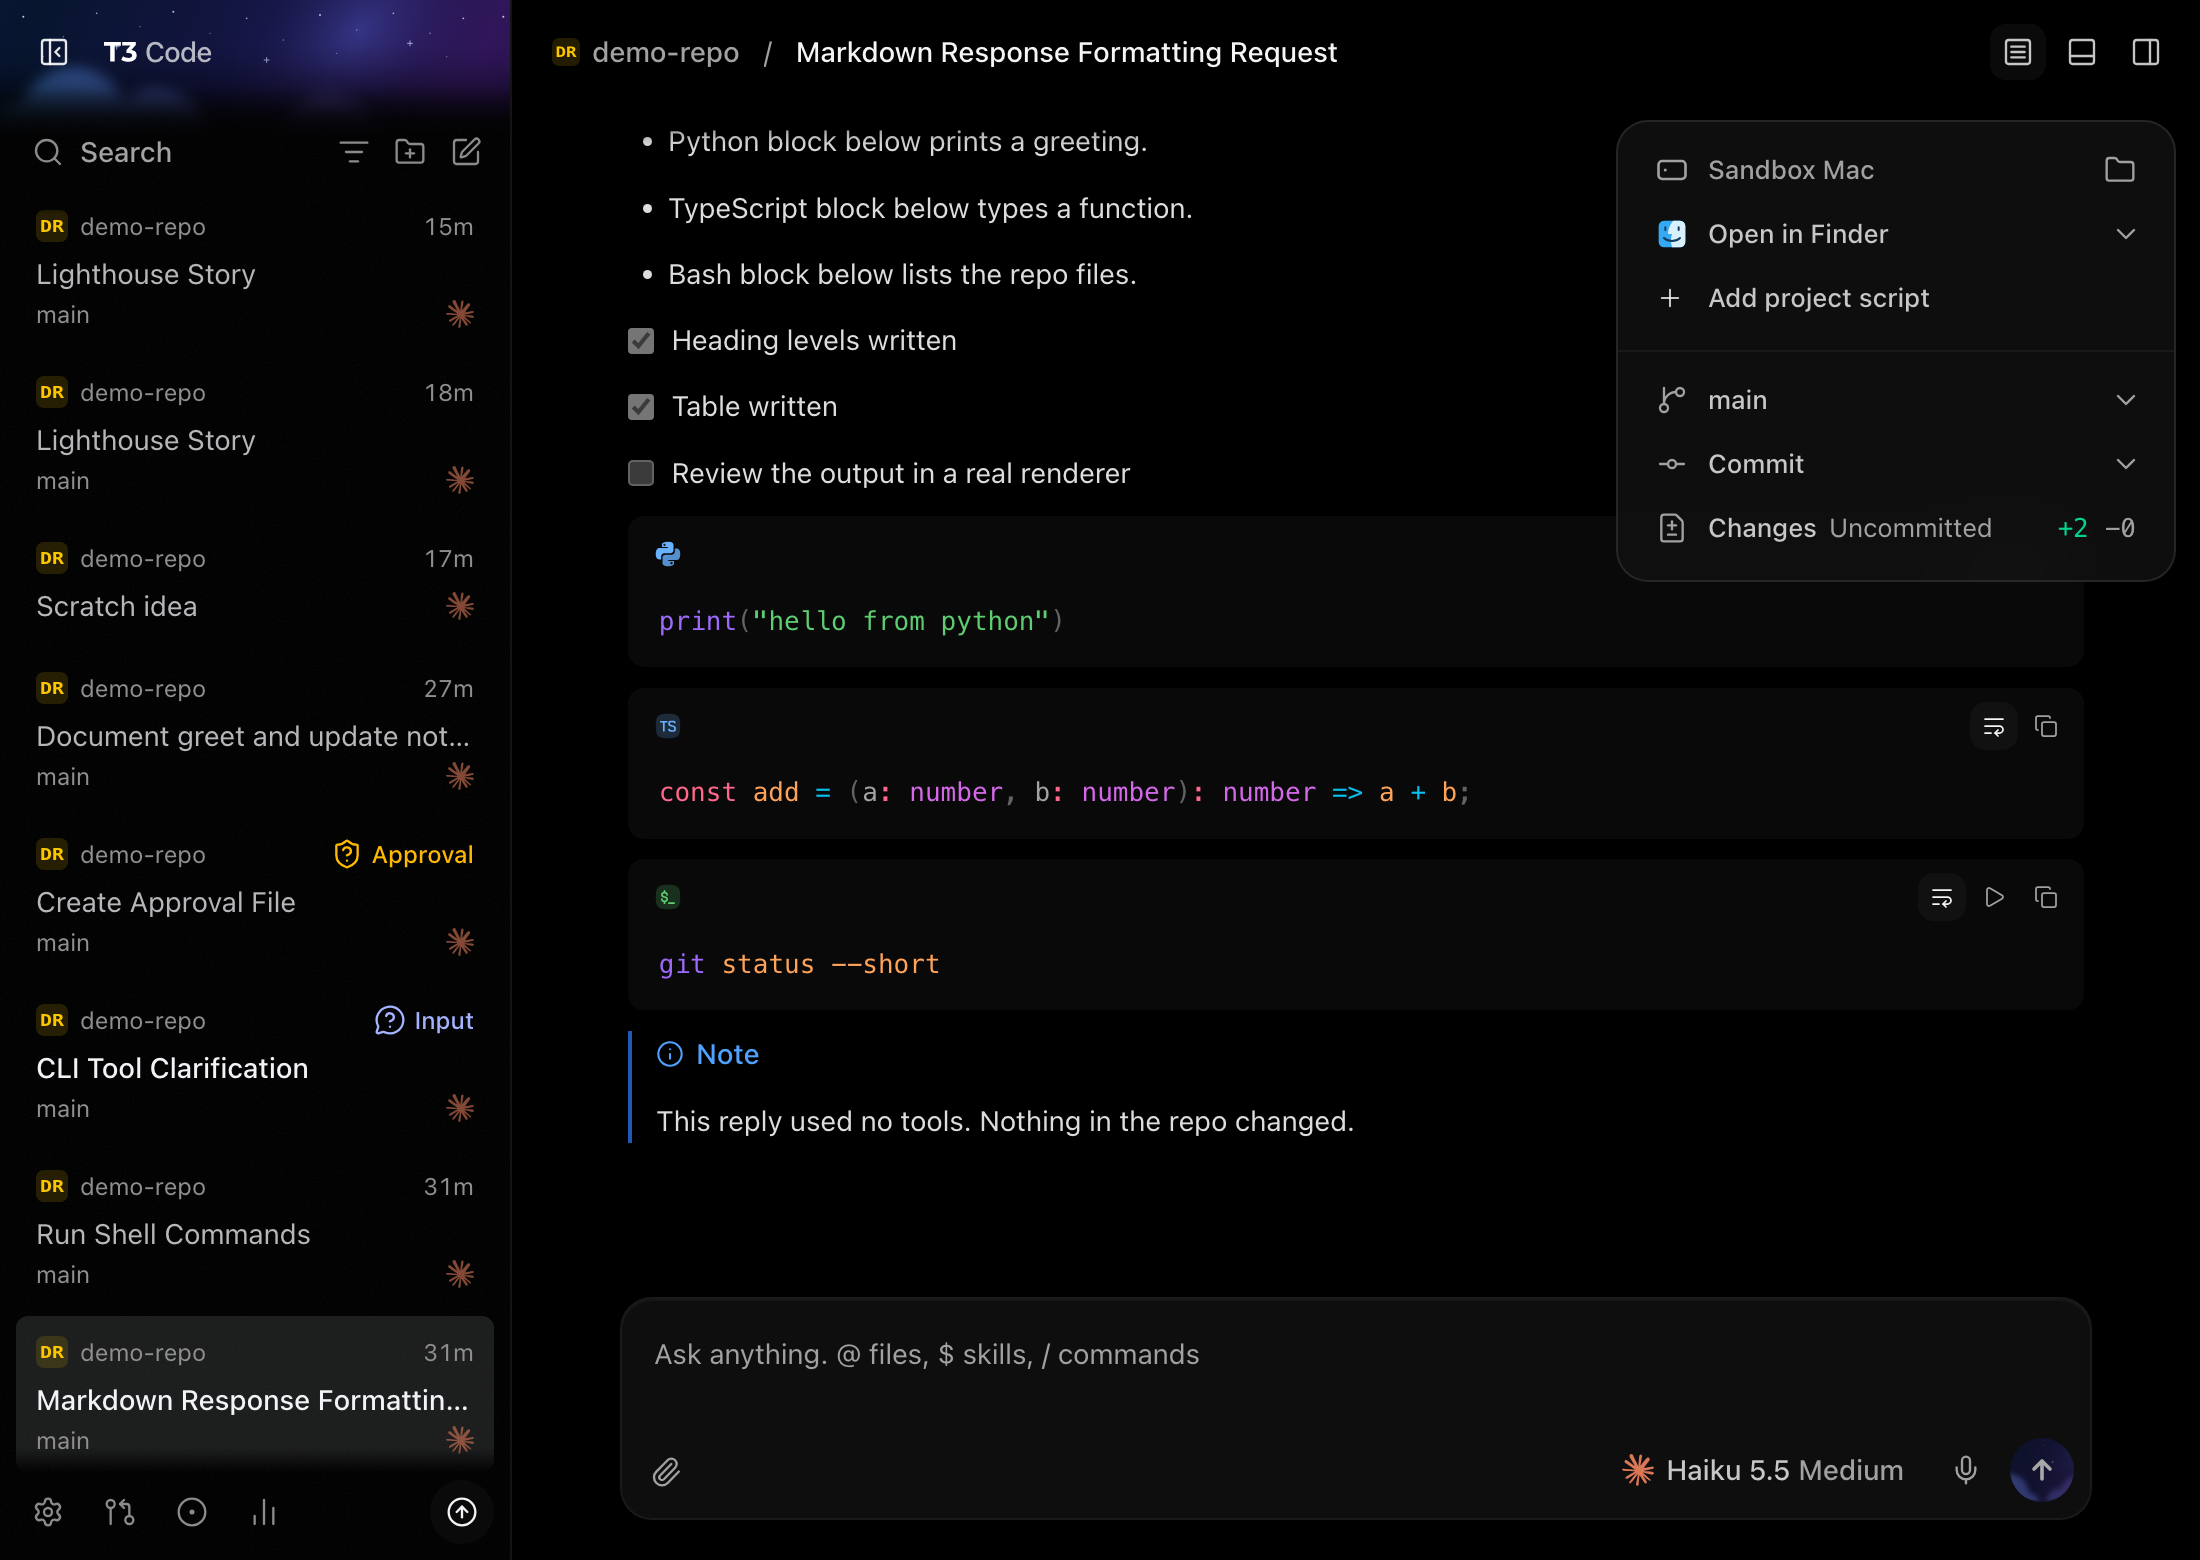 T3 Code
Search
DR demo-repo 15m
Lighthouse Story
main
DR demo-repo 18m
Lighthouse Story
main
DR demo-repo 17m
Scratch idea
DR demo-repo 27m
Document greet and update not...
main
DR demo-repo Approval
Create Approval File
main
DR demo-repo Input
CLI Tool Clarification
main
DR demo-repo 31m
Run Shell Commands
main
DR demo-repo 31m
Markdown Response Formattin...
main
DR demo-repo / Markdown Response Formatting Request
• Python block below prints a greeting.
• TypeScript block below types a function.
• Bash block below lists the repo files.
Heading levels written
Table written
Review the output in a real renderer
print("hello from python")
TS
const add = (a: number, b: number): number => a + b;
$_
git status --short
Note
This reply used no tools. Nothing in the repo changed.
Sandbox Mac
Open in Finder
Add project script
main
Commit
Changes Uncommitted +2 -0
Ask anything. @ files, $ skills, / commands
Haiku 5.5 Medium